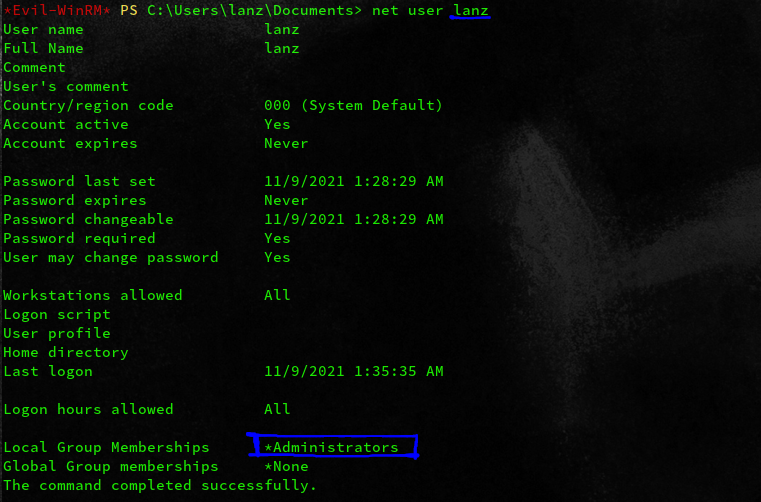 *Evil-WinRM* PS C:\Users\lanz\Documents> net user lanz
User name                    lanz
Full Name                    lanz
Comment
User's comment
Country/region code          000 (System Default)
Account active               Yes
Account expires              Never
Password last set            11/9/2021 1:28:29 AM
Password expires             Never
Password changeable          11/9/2021 1:28:29 AM
Password required            Yes
User may change password     Yes
Workstations allowed         All
Logon script
User profile
Home directory
Last logon                   11/9/2021 1:35:35 AM
Logon hours allowed          All
Local Group Memberships      *Administrators
Global Group memberships     *None
The command completed successfully.